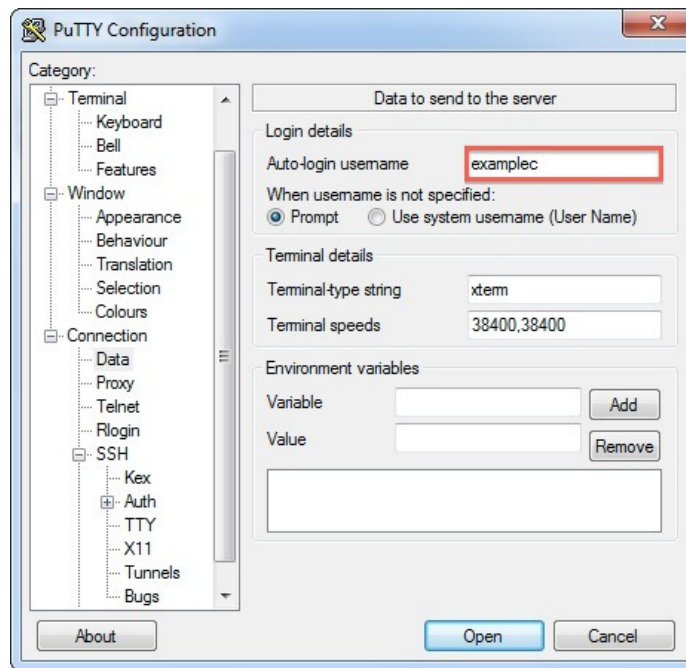 PuTTY Configuration
Category:
Terminal
Keyboard
Bell
Features
Window
Appearance
Behaviour
Translation
Selection
Colours
Connection
Data
Proxy
Telnet
Rlogin
SSH
Kex
Auth
TTY
X11
Tunnels
Bugs
Data to send to the server
Login details
Auto-login username examplec
When username is not specified:
Prompt Use system username (User Name)
Terminal details
Terminal-type string xterm
Terminal speeds 38400,38400
Environment variables
Variable Add
Value Remove
About Open Cancel